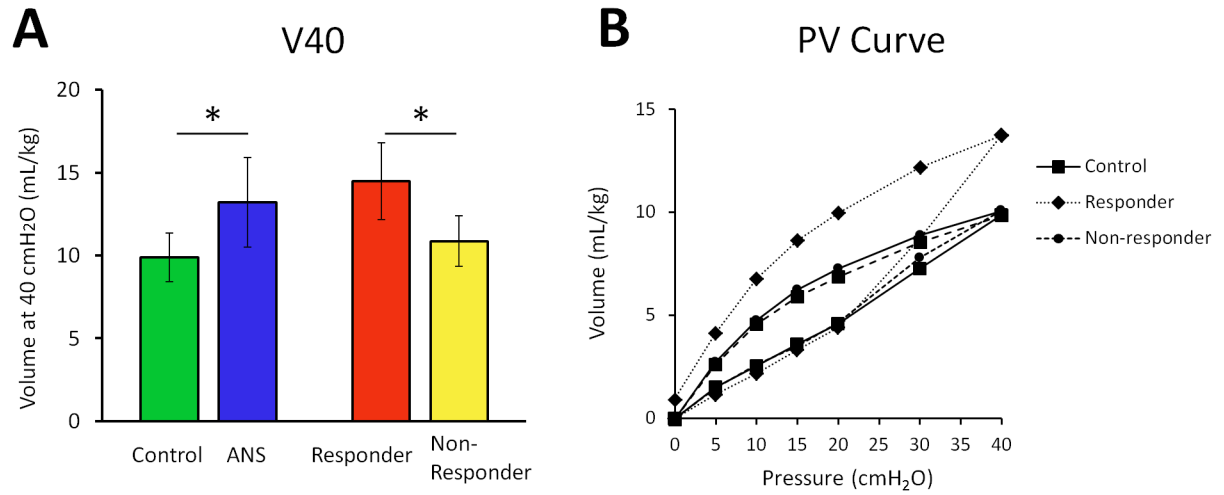 A
V40
Volume at 40 cmH2O (mL/kg)
20
15
10
5
0
*
*
Control
ANS
Responder
Non-
Responder
B
PV Curve
Volume (mL/kg)
15
10
5
0
0 5 10 15 20 25 30 35 40
Pressure (cmH₂O)
Control
Responder
Non-responder